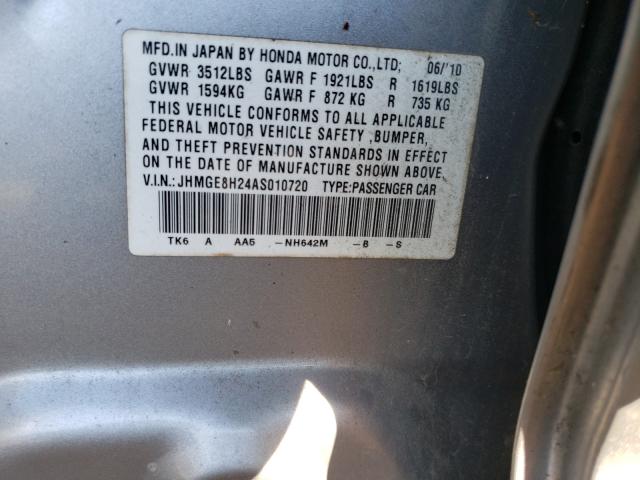 MFD.IN JAPAN BY HONDA MOTOR CO.,LTD; 06/'10
GVWR 3512LBS GAWR F 1921LBS R 1619LBS
GVWR 1594KG GAWR F 872 KG R 735 KG
THIS VEHICLE CONFORMS TO ALL APPLICABLE
FEDERAL MOTOR VEHICLE SAFETY ,BUMPER,
AND THEFT PREVENTION STANDARDS IN EFFECT
ON THE DATE OF MANUFACTURE SHOWN ABOVE.
V.I.N.:JHMGE8H24AS010720 TYPE:PASSENGER CAR
TK6 A AA5 -NH642M -B -S